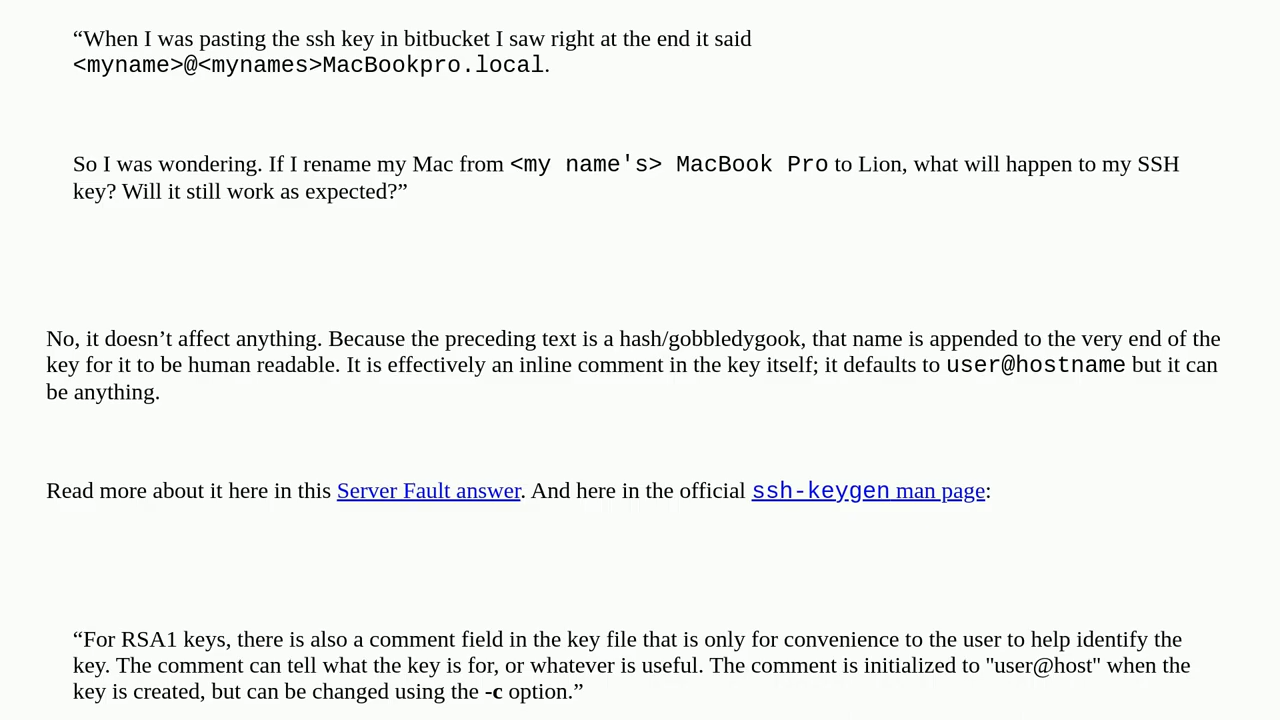 “When I was pasting the ssh key in bitbucket I saw right at the end it said
<myname>@<mynames>MacBookpro.local.
So I was wondering. If I rename my Mac from <my name's> MacBook Pro to Lion, what will happen to my SSH
key? Will it still work as expected?”
No, it doesn’t affect anything. Because the preceding text is a hash/gobbledygook, that name is appended to the very end of the
key for it to be human readable. It is effectively an inline comment in the key itself; it defaults to user@hostname but it can
be anything.
Read more about it here in this Server Fault answer. And here in the official ssh-keygen man page:
“For RSA1 keys, there is also a comment field in the key file that is only for convenience to the user to help identify the
key. The comment can tell what the key is for, or whatever is useful. The comment is initialized to "user@host" when the
key is created, but can be changed using the -c option.”